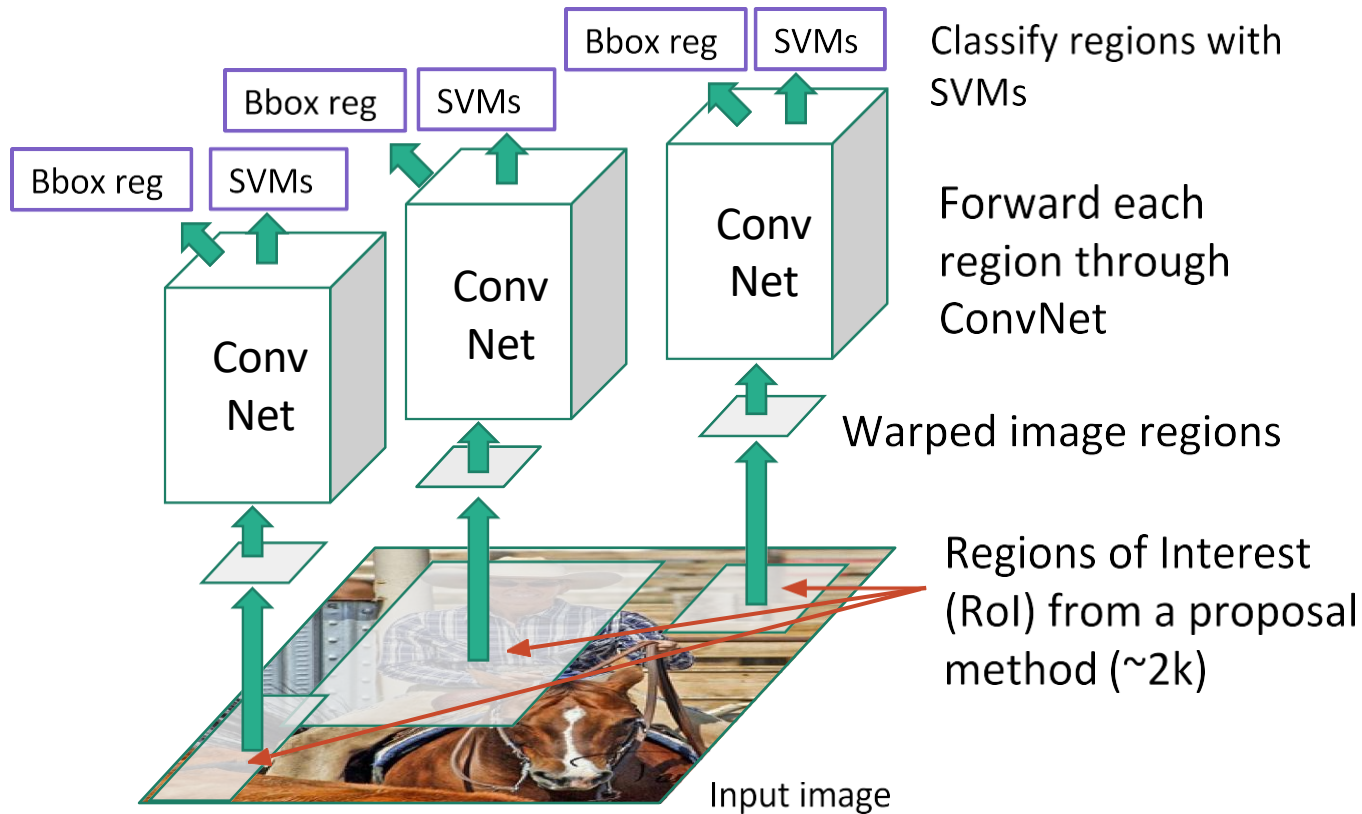 Bbox reg
SVMs
Classify regions with
SVMs
Bbox reg
SVMs
Bbox reg
SVMs
Forward each
region through
ConvNet
Conv
Net
Conv
Net
Conv
Net
Warped image regions
Regions of Interest
(RoI) from a proposal
method (~2k)
Input image